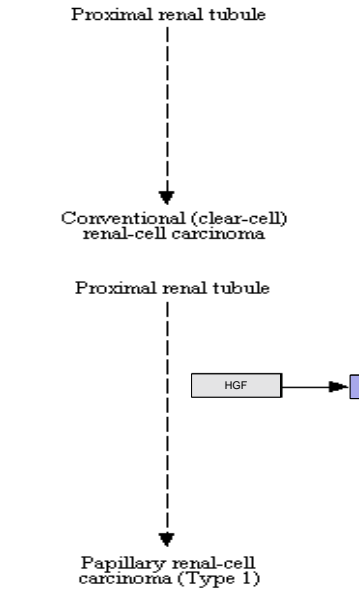 Proximal renal tubule
Conventional (clear-cell)
renal-cell carcinoma
Proximal renal tubule
HGF
Papillary renal-cell
carcinoma (Type 1)